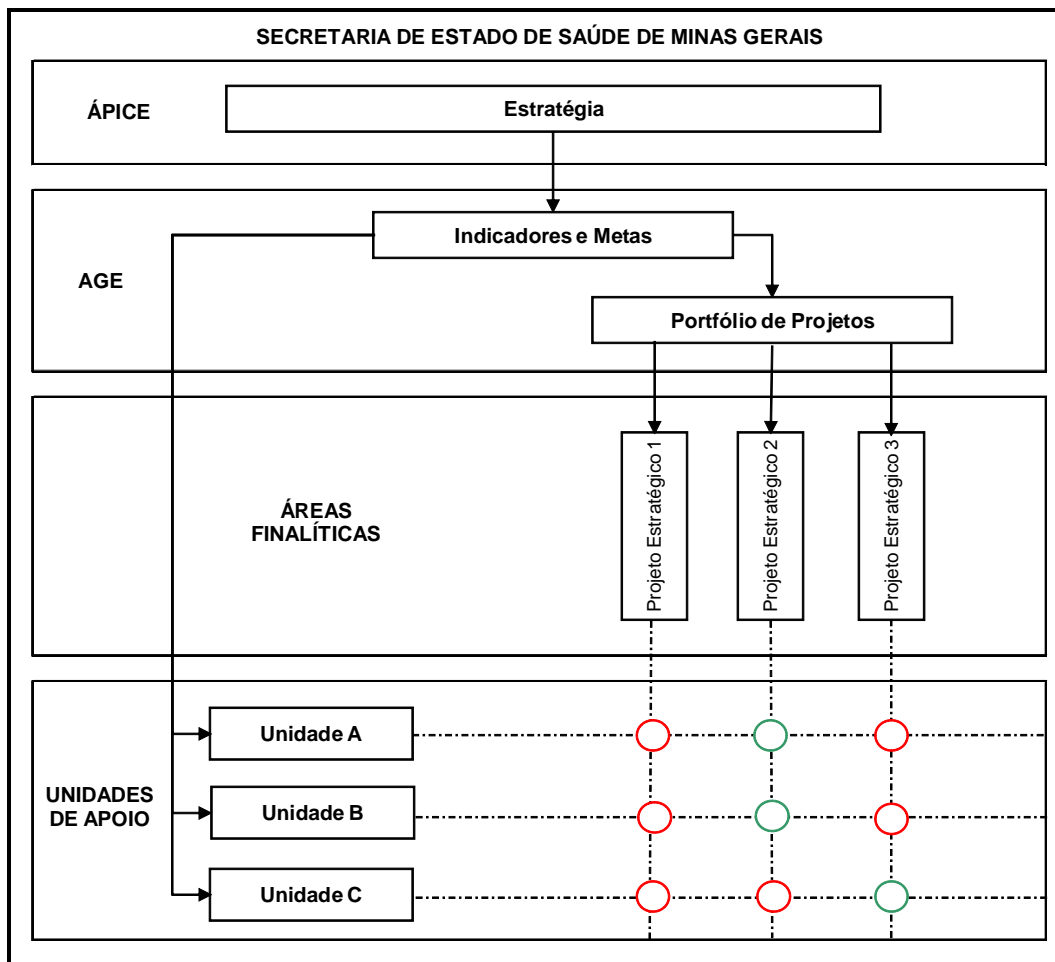 SECRETARIA DE ESTADO DE SAÚDE DE MINAS GERAIS
ÁPICE
Estratégia
AGE
Indicadores e Metas
Portfólio de Projetos
ÁREAS
FINALÍTICAS
Projeto Estratégico 1
Projeto Estratégico 2
Projeto Estratégico 3
UNIDADES
DE APOIO
Unidade A
Unidade B
Unidade C